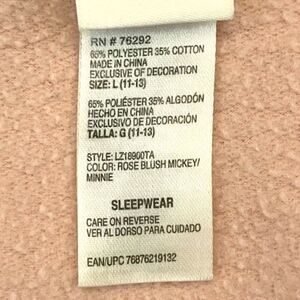 RN # 76292
65% POLYESTER 35% COTTON
MADE IN CHINA
EXCLUSIVE OF DECORATION
SIZE: L (11-13)
65% POLIÉSTER 35% ALGODÓN
HECHO EN CHINA
EXCLUSIVO DE DECORACIÓN
TALLA: G (11-13)
STYLE: LZ18900TA
COLOR: ROSE BLUSH MICKEY/
MINNIE
SLEEPWEAR
CARE ON REVERSE
VER AL DORSO PARA CUIDADO
EAN/UPC 76876219132